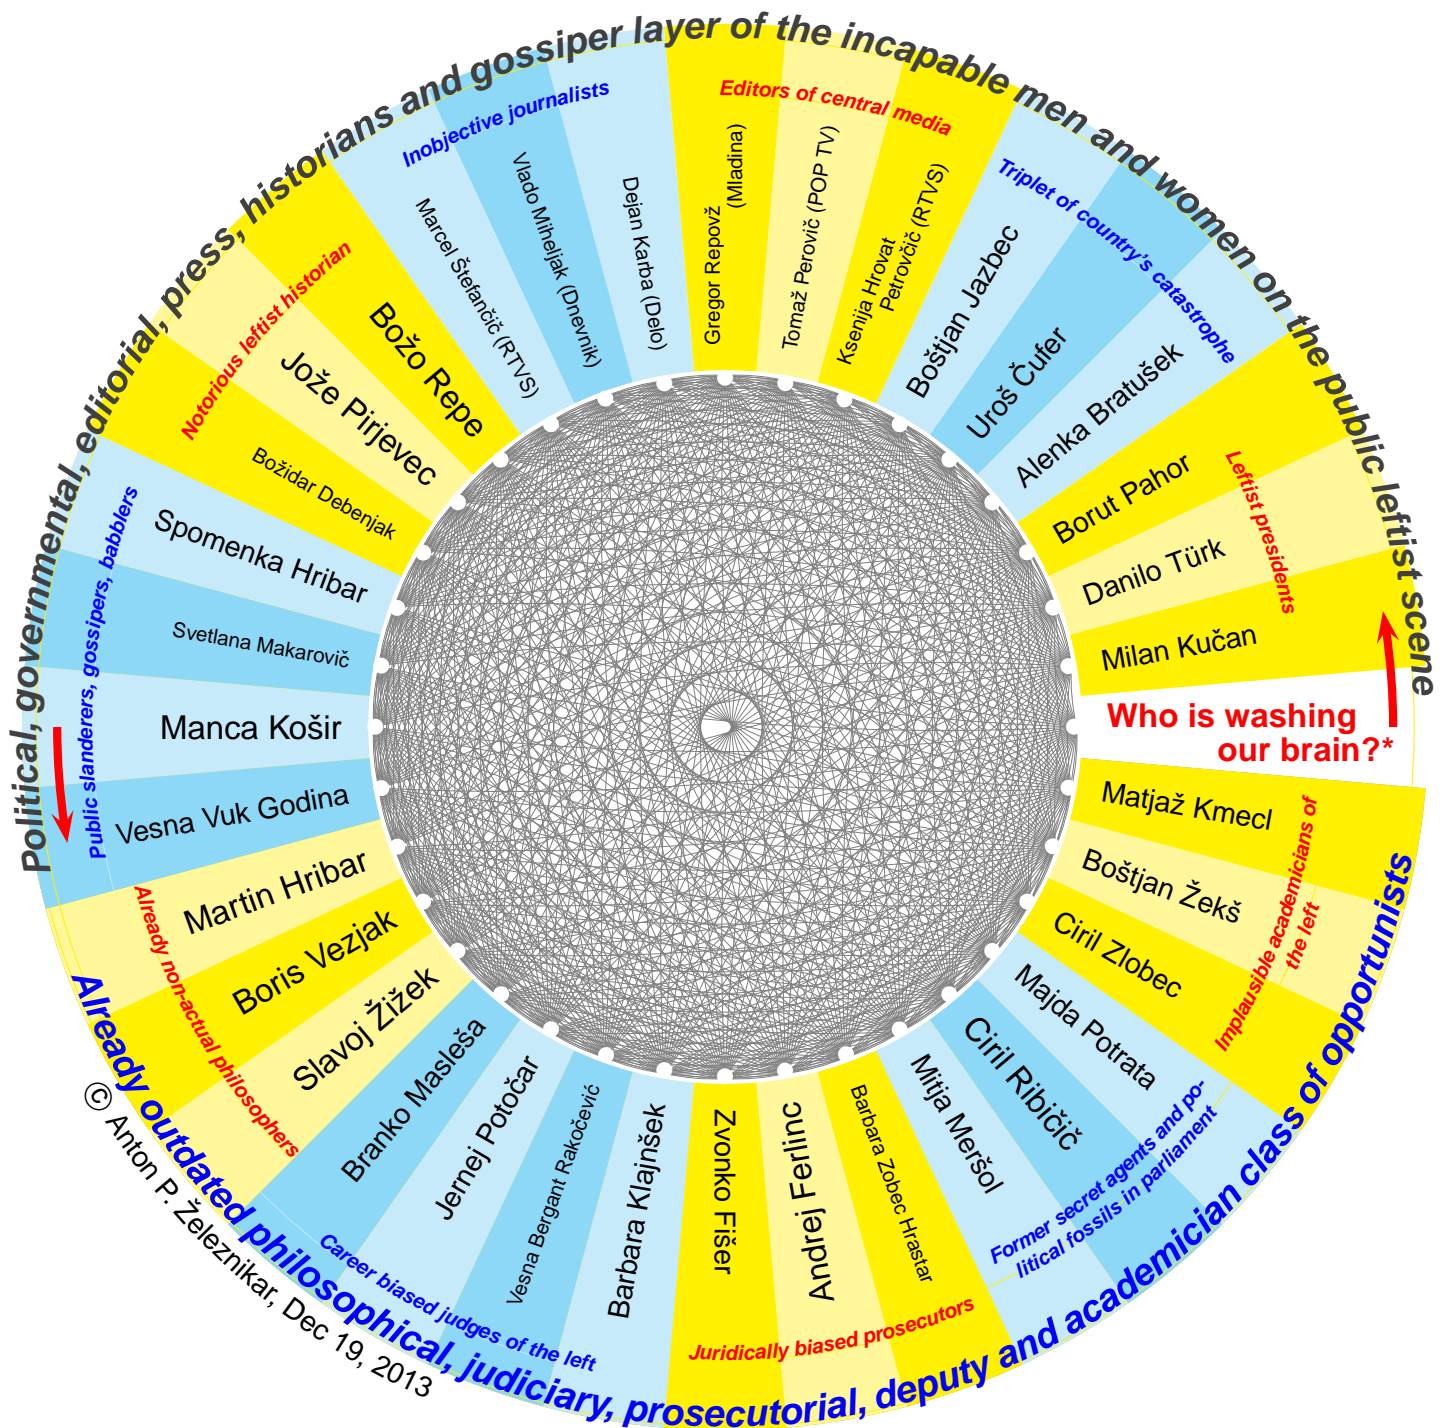 Political, governmental, editorial, press, historians and gossiper layer of the incapable men and women on the public leftist scene
Who is washing
our brain?*
Leftist presidents
Milan Kučan
Danilo Türk
Borut Pahor
Triplet of country's catastrophe
Alenka Bratušek
Uroš Čufer
Boštjan Jazbec
Editors of central media
Ksenija Hrovat
Petrovčič (RTVS)
Tomaž Perovič (POP TV)
Gregor Repovž
(Mladina)
Inobjective journalists
Dejan Karba (Delo)
Vlado Miheljak (Dnevnik)
Marcel Štefančič (RTVS)
Notorious leftist historian
Božo Repe
Jože Pirjevec
Božidar Debenjak
Public slanderers, gossipers, babblers
Spomenka Hribar
Svetlana Makarovič
Manca Košir
Vesna Vuk Godina
Already non-actual philosophers
Martin Hribar
Boris Vezjak
Slavoj Žižek
Career biased judges of the left
Branko Masleša
Jernej Potočar
Vesna Bergant Rakočević
Barbara Klajnšek
Juridically biased prosecutors
Zvonko Fišer
Andrej Ferlinc
Barbara Zobec Hrastar
Former secret agents and po-
litical fossils in parliament
Mitja Meršol
Ciril Ribičič
Majda Potrata
Implausible academicians of
the left
Ciril Zlobec
Boštjan Žekš
Matjaž Kmecl
Already outdated philosophical, judiciary, prosecutorial, deputy and academician class of opportunists
© Anton P. Železnikar, Dec 19, 2013